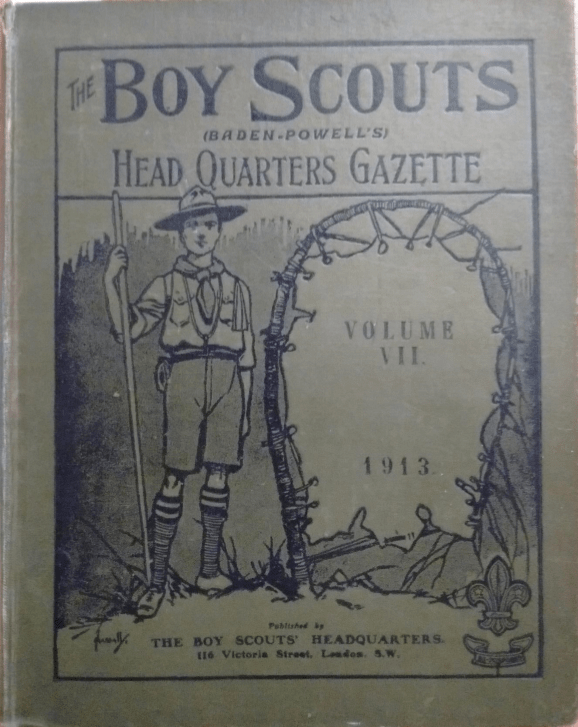 THE BOY SCOUTS
(BADEN-POWELL'S)
HEAD QUARTERS GAZETTE
VOLUME
VII.
1913.
Published by
THE BOY SCOUTS' HEADQUARTERS.
116 Victoria Street, London. S.W.